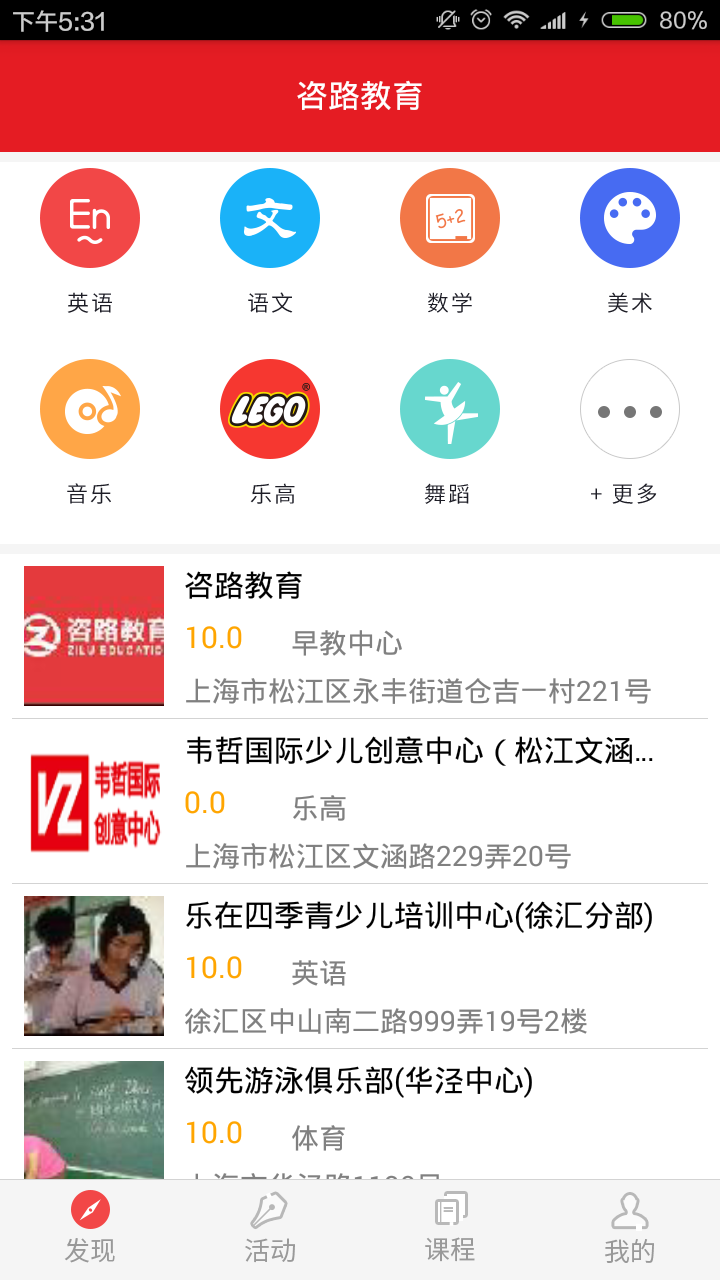 下午5:31
80%
咨路教育
En
文
5+2
英语
语文
数学
美术
LEGO®
音乐
乐高
舞蹈
+ 更多
咨路教育
ZILU EDUCATIO
咨路教育
10.0
早教中心
上海市松江区永丰街道仓吉一村221号
韦哲国际
创意中心
韦哲国际少儿创意中心（松江文涵...
0.0
乐高
上海市松江区文涵路229弄20号
乐在四季青少儿培训中心(徐汇分部)
10.0
英语
徐汇区中山南二路999弄19号2楼
领先游泳俱乐部(华泾中心)
10.0
体育
发现
活动
课程
我的